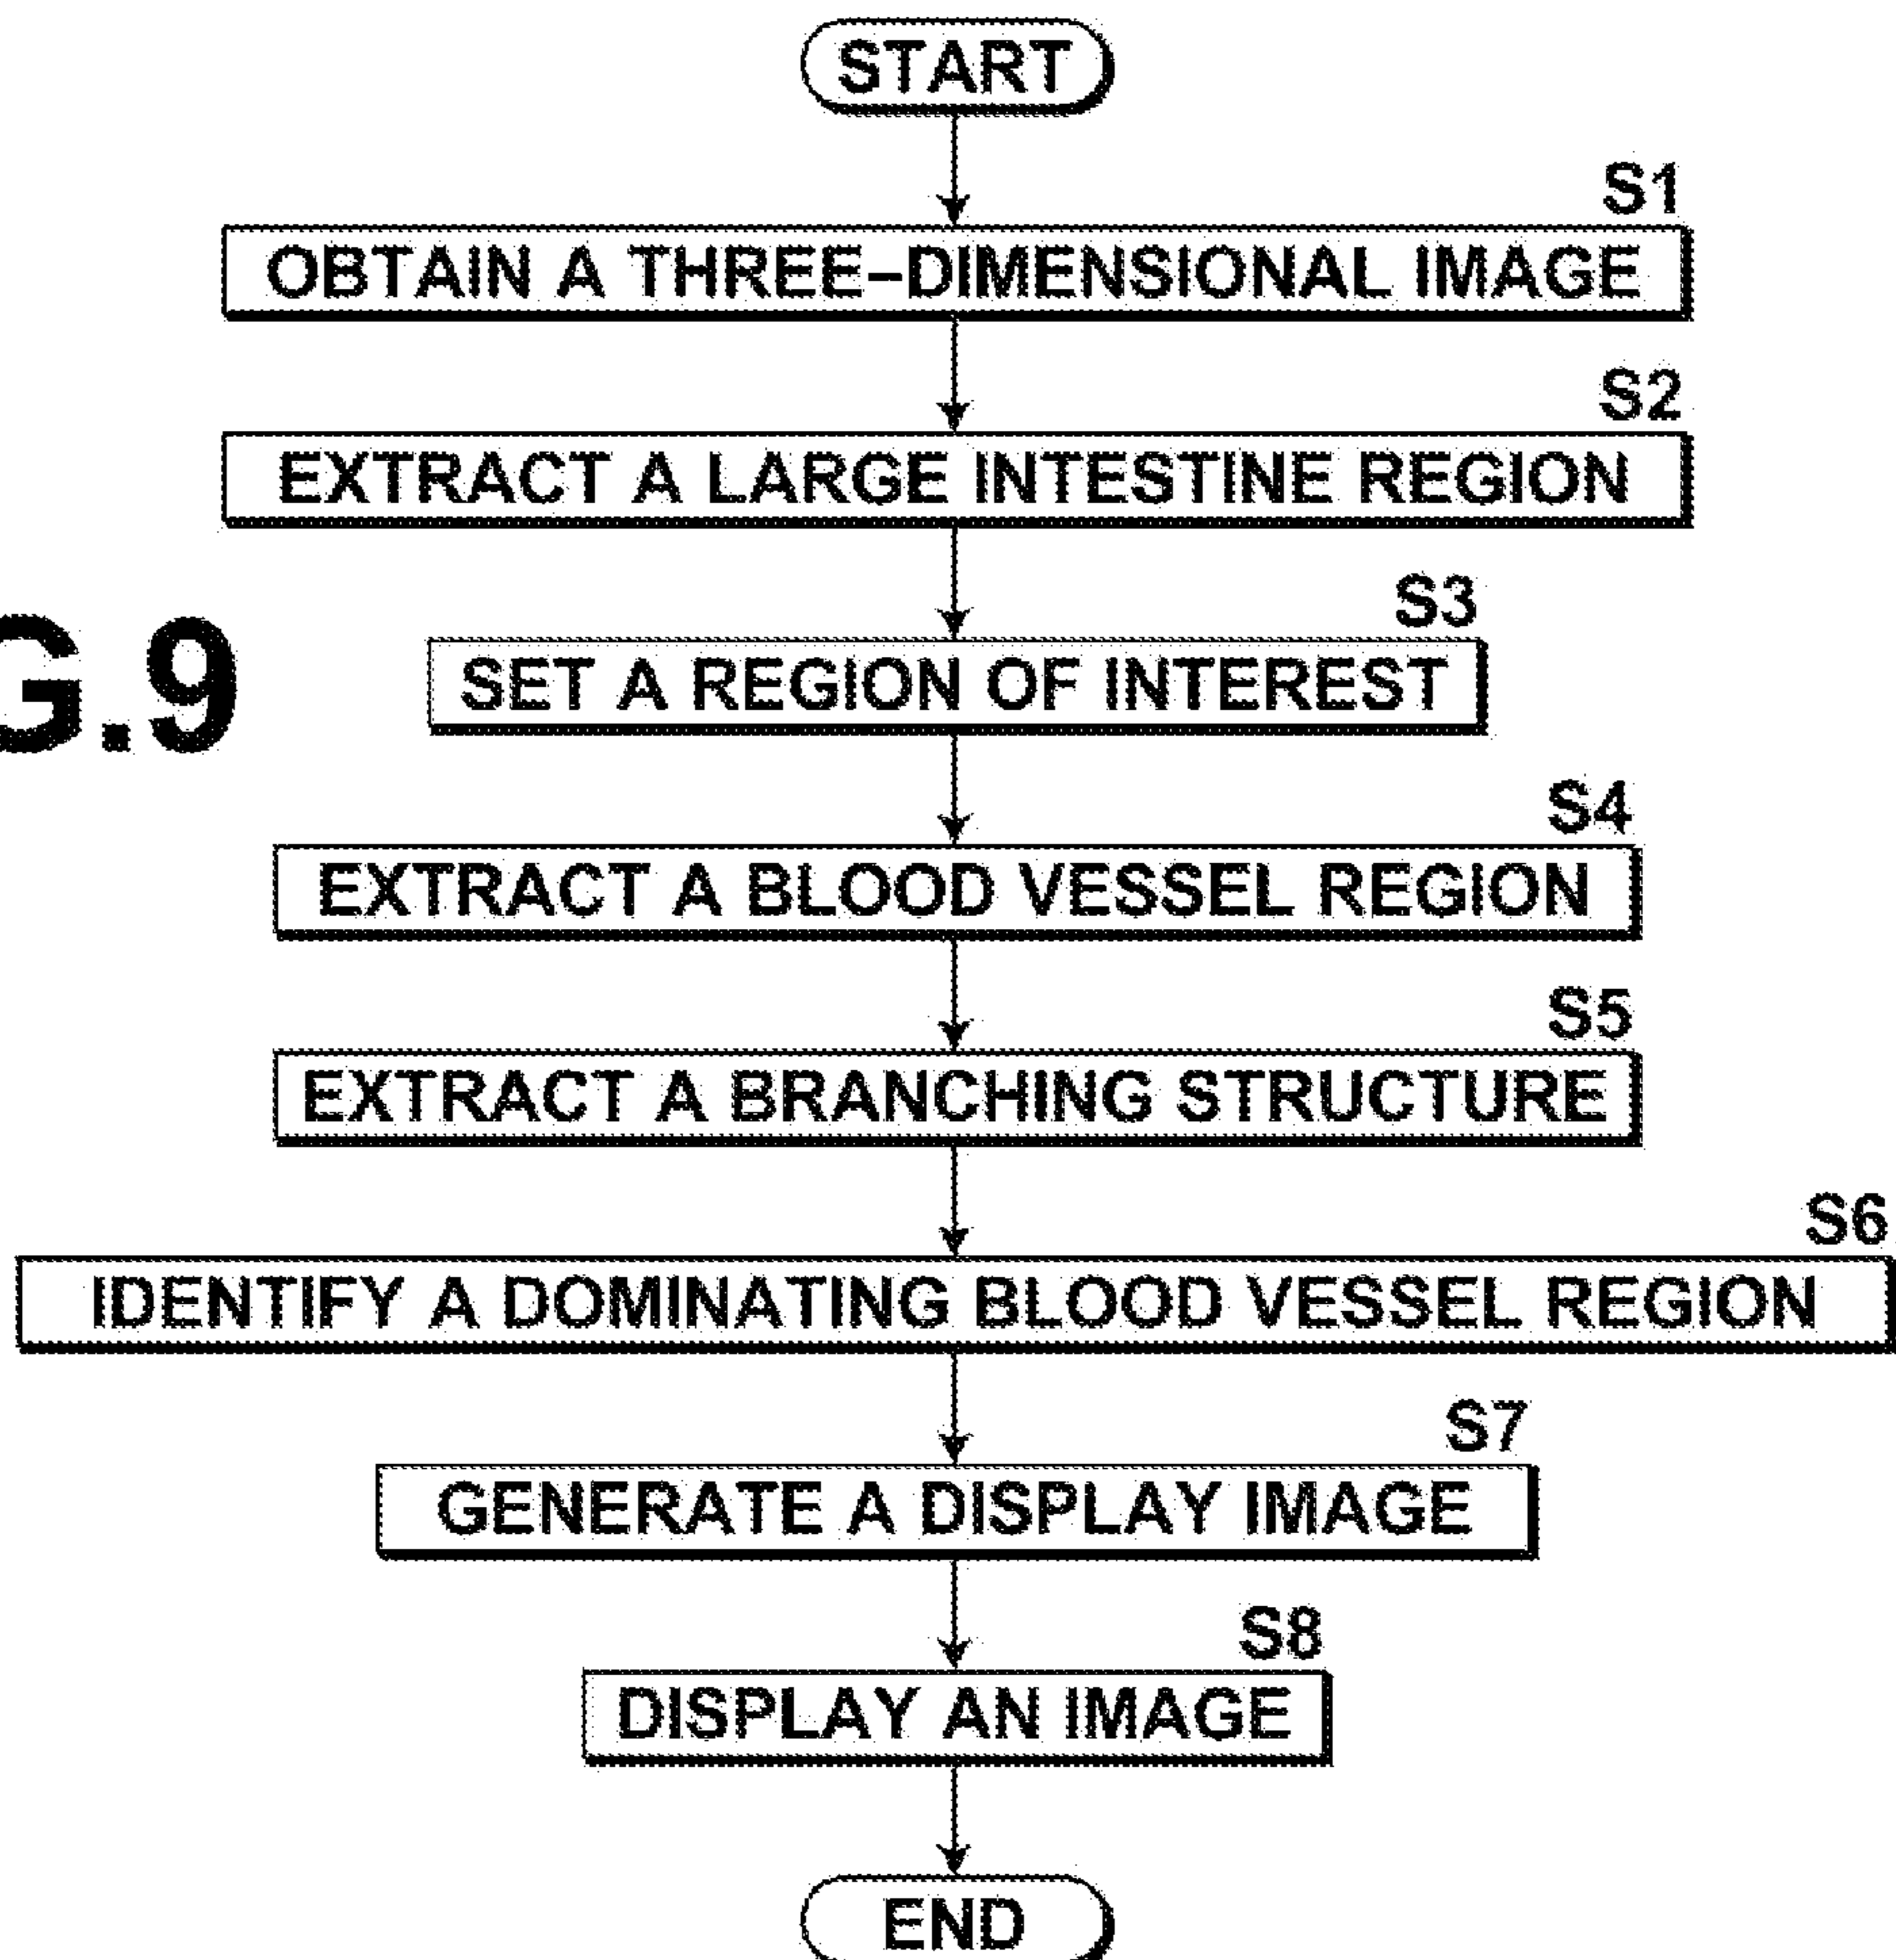 START
S1
OBTAIN A THREE-DIMENSIONAL IMAGE
S2
EXTRACT A LARGE INTESTINE REGION
S3
G.9
SET A REGION OF INTEREST
S4
EXTRACT A BLOOD VESSEL REGION
S5
EXTRACT A BRANCHING STRUCTURE
S6
IDENTIFY A DOMINATING BLOOD VESSEL REGION
S7
GENERATE A DISPLAY IMAGE
S8
DISPLAY AN IMAGE
END